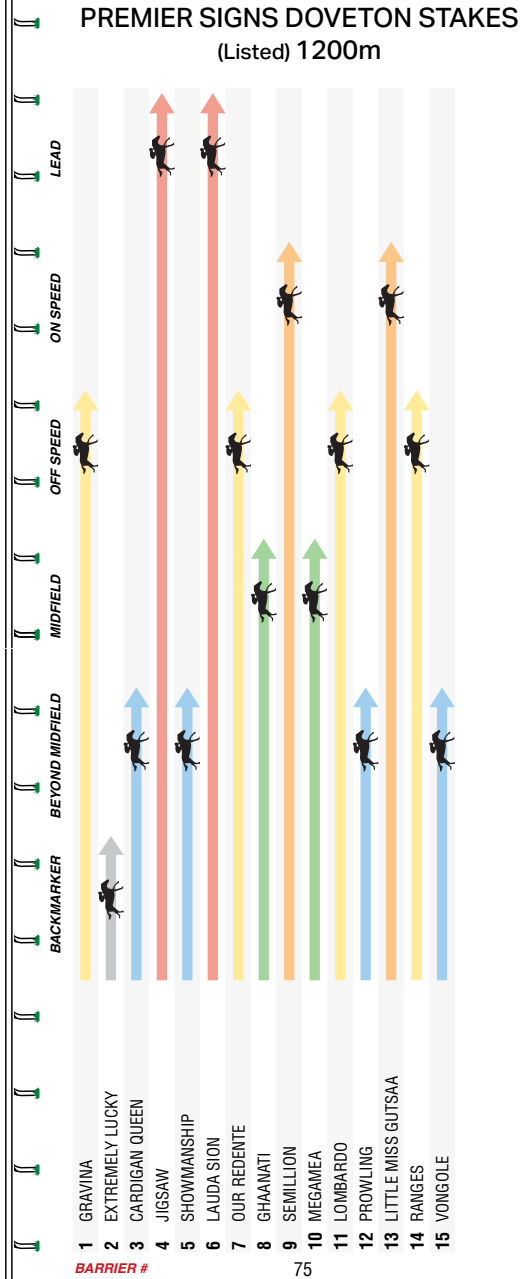 PREMIER SIGNS DOVETON STAKES
(Listed) 1200m
LEAD
ON SPEED
OFF SPEED
MIDFIELD
BEYOND MIDFIELD
BACKMARKER
1 GRAVINA
2 EXTREMELY LUCKY
3 CARDIGAN QUEEN
4 JIGSAW
5 SHOWMANSHIP
6 LAUDA SION
7 OUR REDENTE
8 GHAANATI
9 SEMILLION
10 MEGAMEA
11 LOMBARDO
12 PROWLING
13 LITTLE MISS GUTSAA
14 RANGES
15 VONGOLE
BARRIER #
75